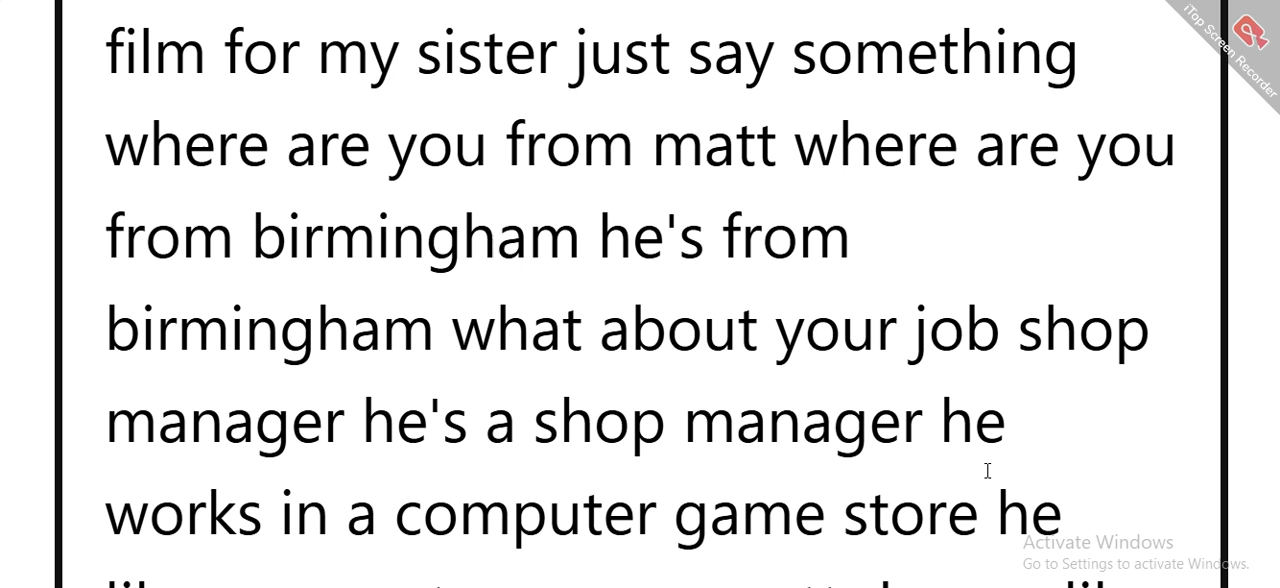 film for my sister just say something
where are you from matt where are you
from birmingham he's from
birmingham what about your job shop
manager he's a shop manager he
works in a computer game store he
iTop Screen Recorder
Activate Windows
Go to Settings to activate Windows.